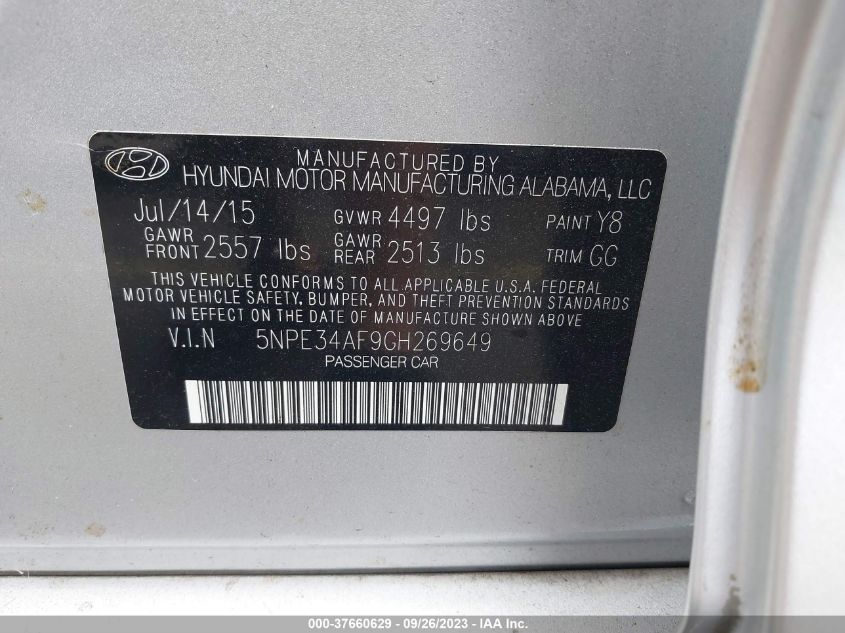 MANUFACTURED BY
HYUNDAI MOTOR MANUFACTURING ALABAMA, LLC
Jul/14/15 GVWR 4497 lbs PAINT Y8
GAWR FRONT 2557 lbs GAWR REAR 2513 lbs TRIM GG
THIS VEHICLE CONFORMS TO ALL APPLICABLE U.S.A. FEDERAL
MOTOR VEHICLE SAFETY, BUMPER, AND THEFT PREVENTION STANDARDS
IN EFFECT ON THE DATE OF MANUFACTURE SHOWN ABOVE.
V.I.N 5NPE34AF9GH269649
PASSENGER CAR
000-37660629 - 09/26/2023 - IAA Inc.